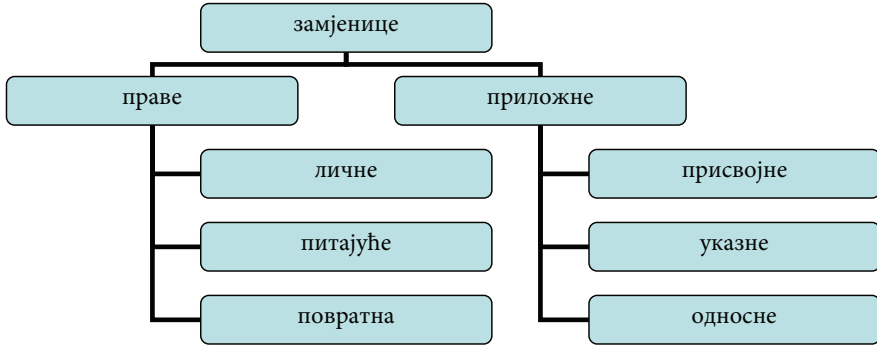 замјенице
праве
приложне
личне
присвојне
питајуће
указне
повратна
односне